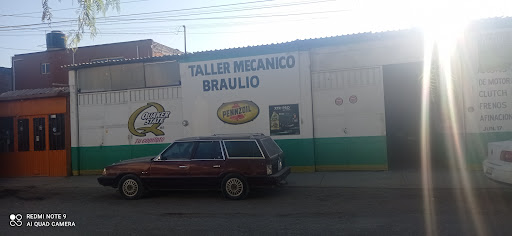 TALLER MECANICO
BRAULIO
QUAKER
STATE
PENNZOIL
DE MOTOR
CLUTCH
FRENOS
AFINACION
REDMI NOTE 9
AI QUAD CAMERA